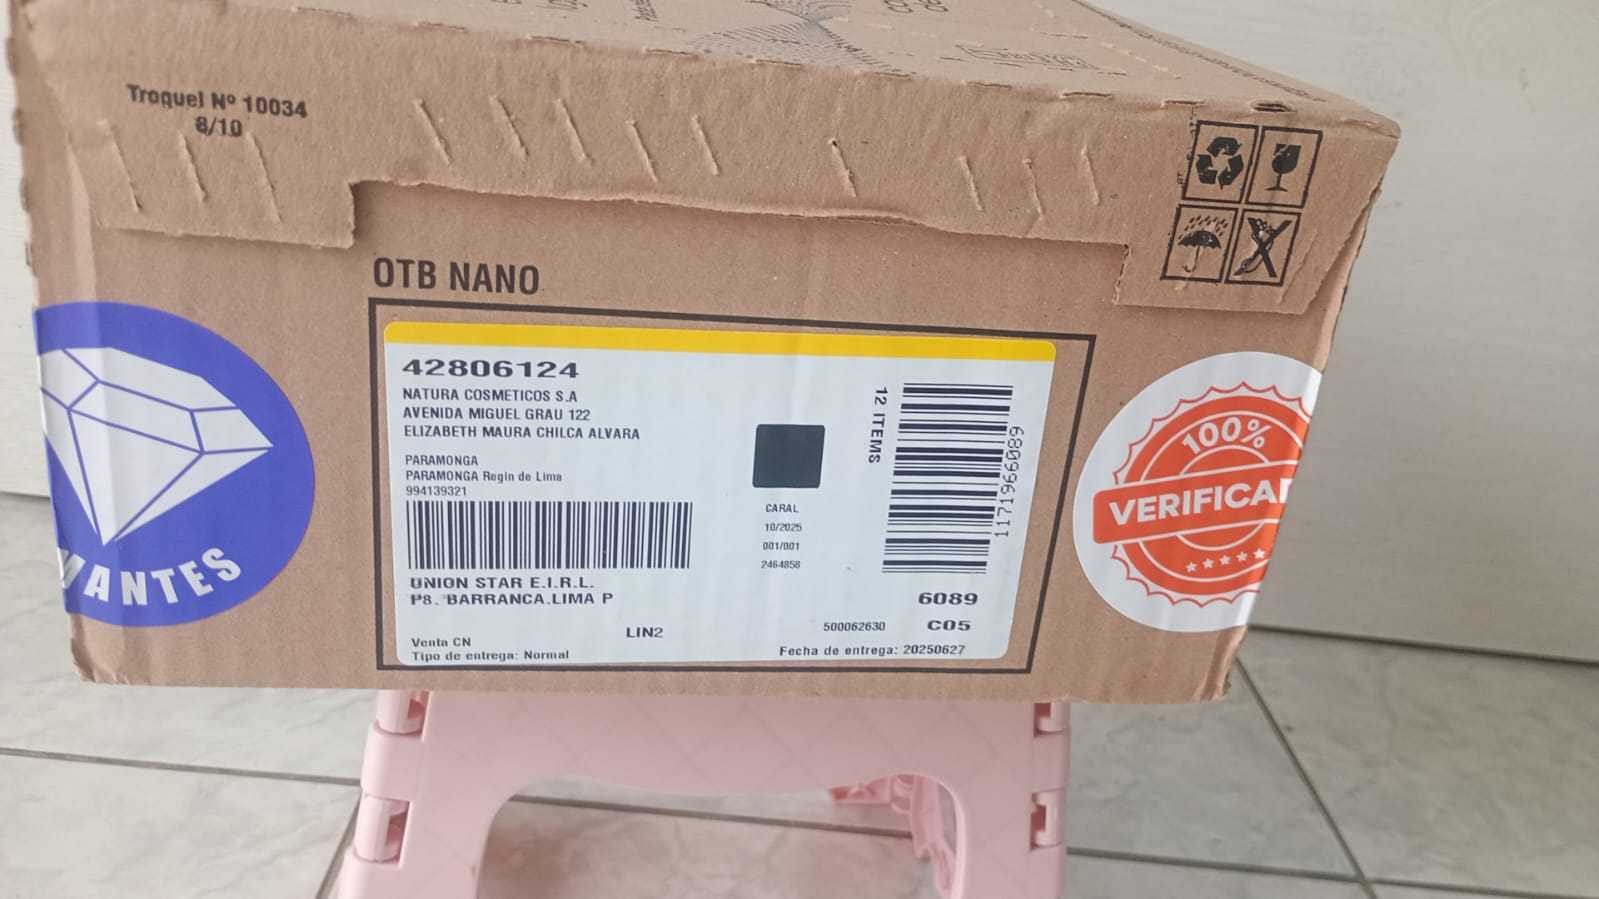 Troquel Nº 10034
8/10
OTB NANO
42806124
NATURA COSMETICOS S.A
AVENIDA MIGUEL GRAU 122
ELIZABETH MAURA CHILCA ALVARA
PARAMONGA
PARAMONGA Regin de Lima
994139321
UNION STAR E.I.R.L.
P8. BARRANCA.LIMA P
LIN2
Venta CN
Tipo de entrega: Normal
CARAL
10/2025
001/001
2464858
12 ITEMS
1171966089
6089
500062630 C05
Fecha de entrega: 20250627
IANTES
100%
VERIFICAD